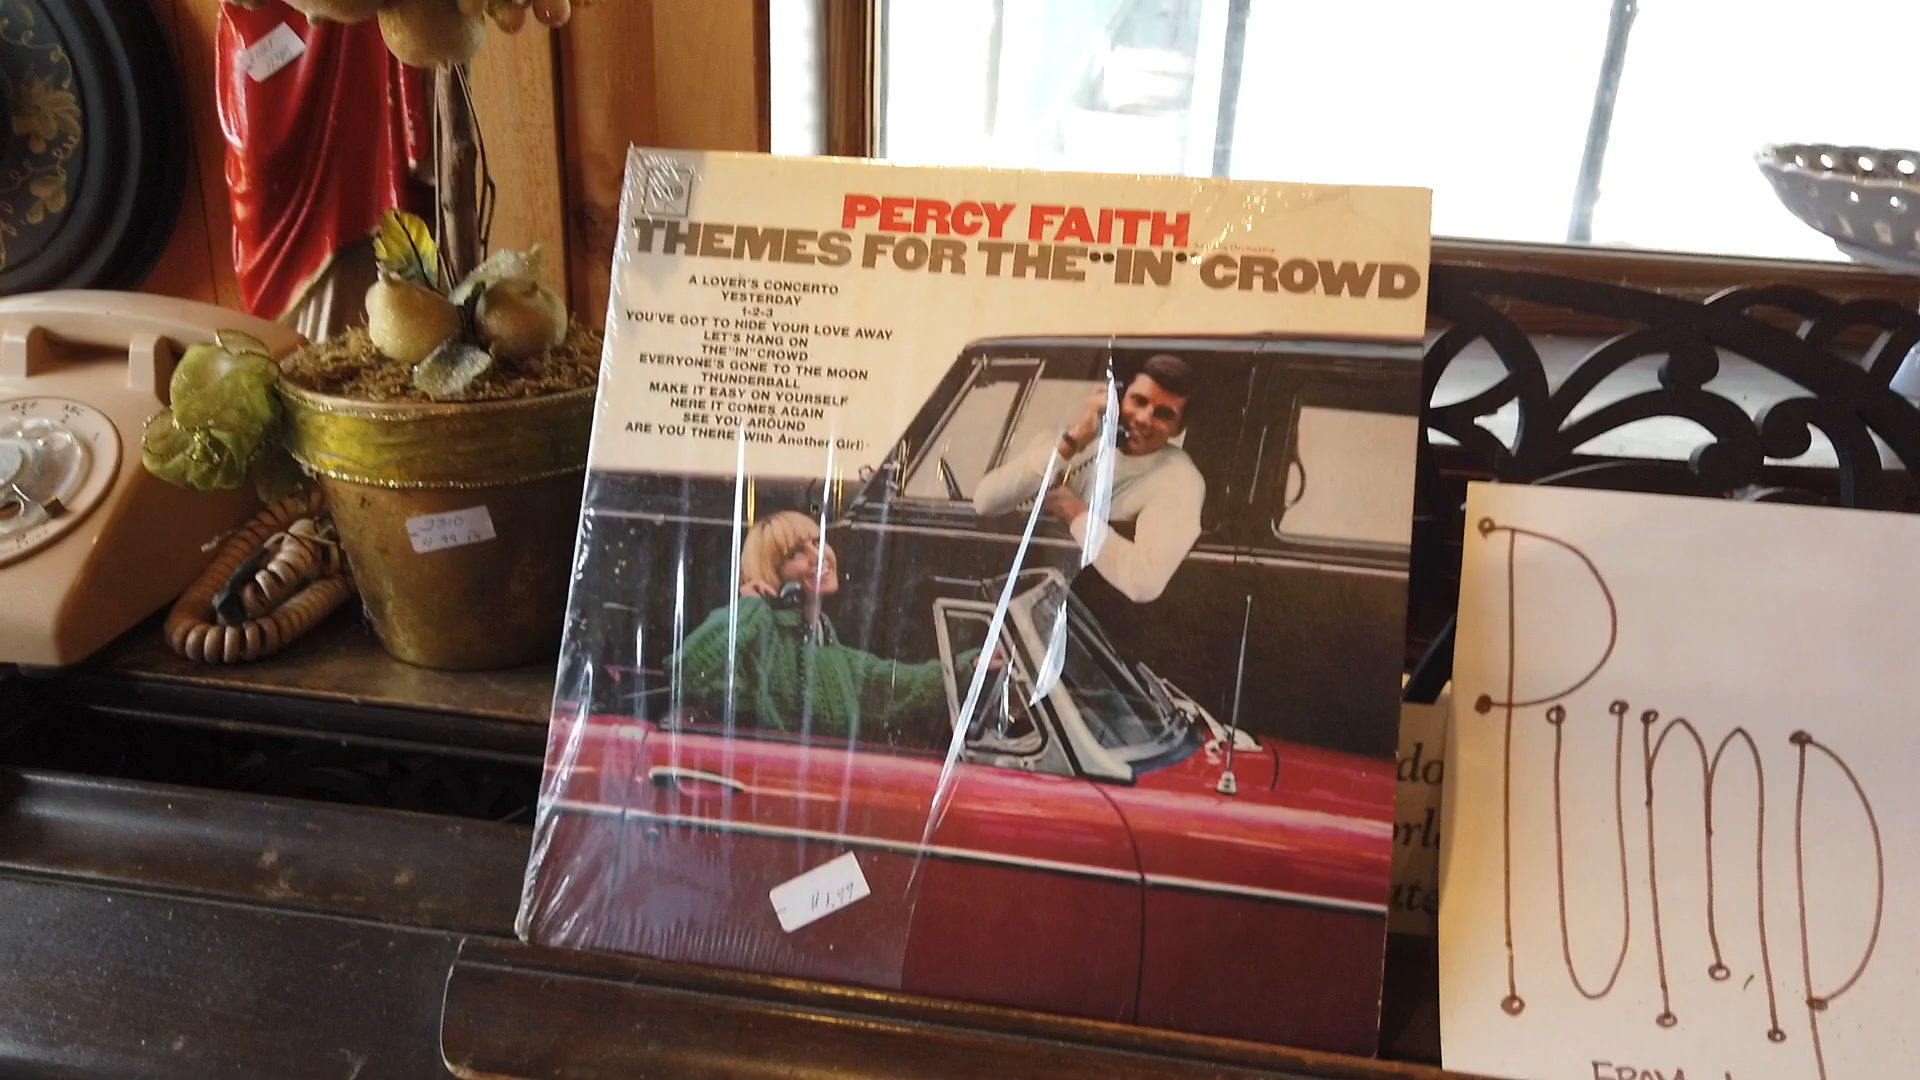 PERCY FAITH
THEMES FOR THE "IN" CROWD
A LOVER'S CONCERTO
YESTERDAY
1-2-3
YOU'VE GOT TO HIDE YOUR LOVE AWAY
LET'S HANG ON
THE "IN" CROWD
EVERYONE'S GONE TO THE MOON
THUNDERBALL
MAKE IT EASY ON YOURSELF
HERE IT COMES AGAIN
SEE YOU AROUND
ARE YOU THERE (With Another Girl)
Pump